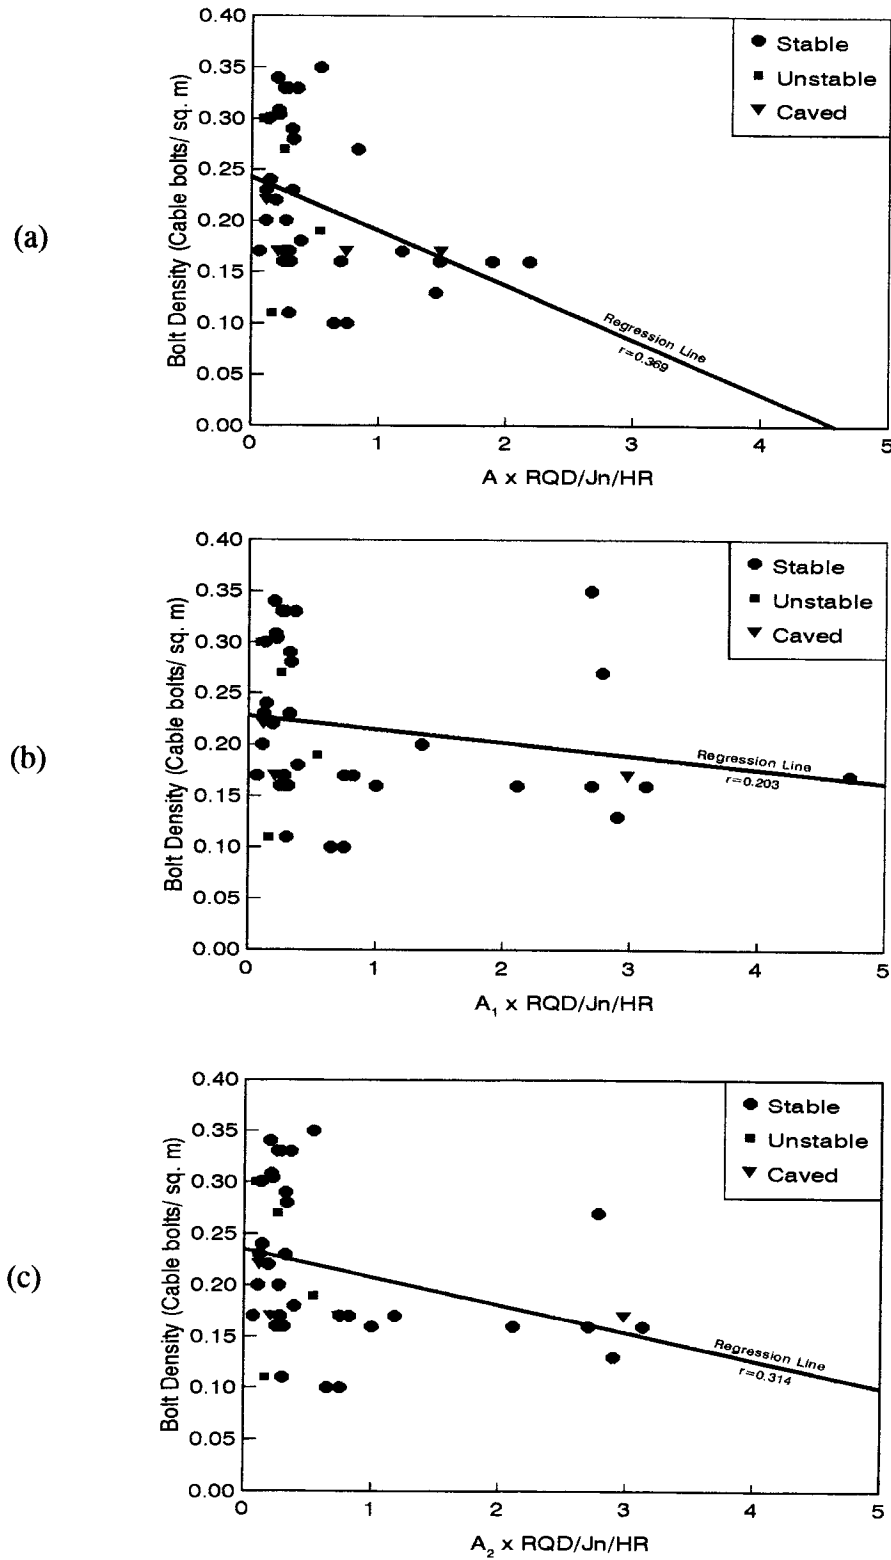 (a)
Bolt Density (Cable bolts/ sq. m)
0.40
0.35
0.30
0.25
0.20
0.15
0.10
0.05
0.00
0 1 2 3 4 5
A x RQD/Jn/HR
Stable
Unstable
Caved
Regression Line
r=0.369
(b)
Bolt Density (Cable bolts/ sq. m)
0.40
0.35
0.30
0.25
0.20
0.15
0.10
0.05
0.00
0 1 2 3 4 5
A₁ x RQD/Jn/HR
Stable
Unstable
Caved
Regression Line
r=0.203
(c)
Bolt Density (Cable bolts/ sq. m)
0.40
0.35
0.30
0.25
0.20
0.15
0.10
0.05
0.00
0 1 2 3 4 5
A₂ x RQD/Jn/HR
Stable
Unstable
Caved
Regression Line
r=0.314